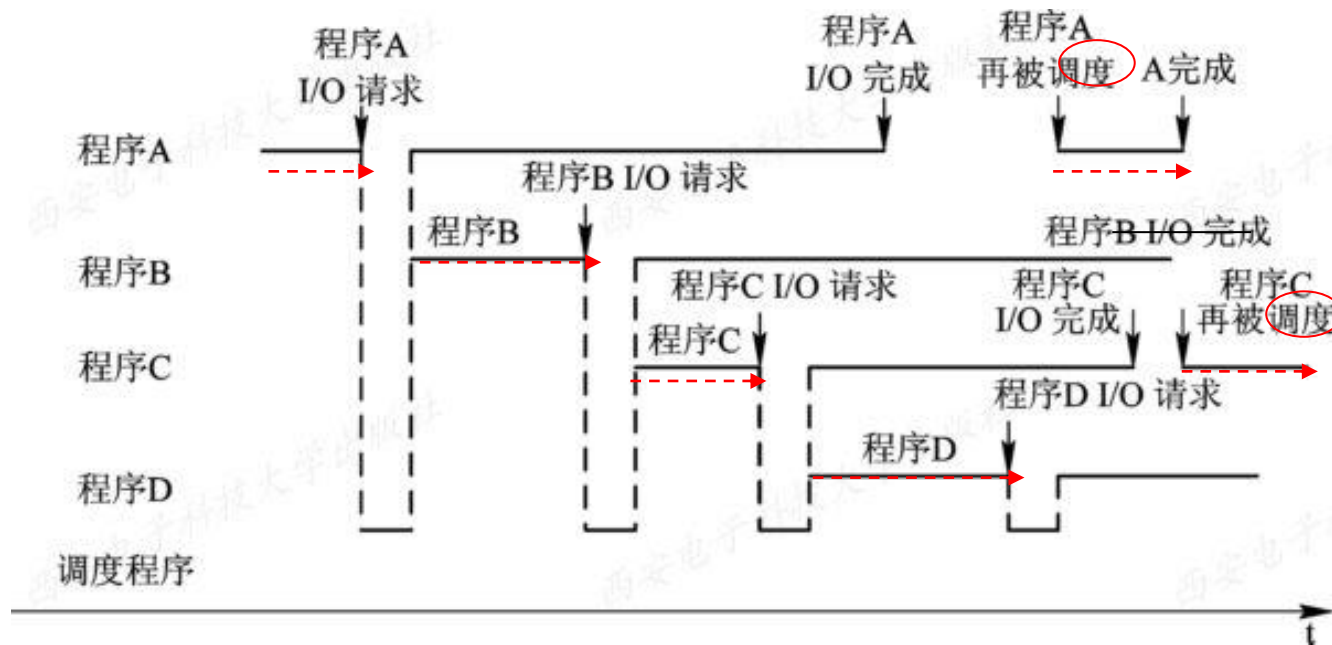 程序A
I/O 请求
程序A
I/O 完成
程序A
再被调度
A完成
程序A
程序B I/O 请求
程序B
程序B I/O 完成
程序B
程序C I/O 请求
程序C
I/O 完成
程序C
再被调度
程序C
程序C
程序D I/O 请求
程序D
程序D
调度程序
t